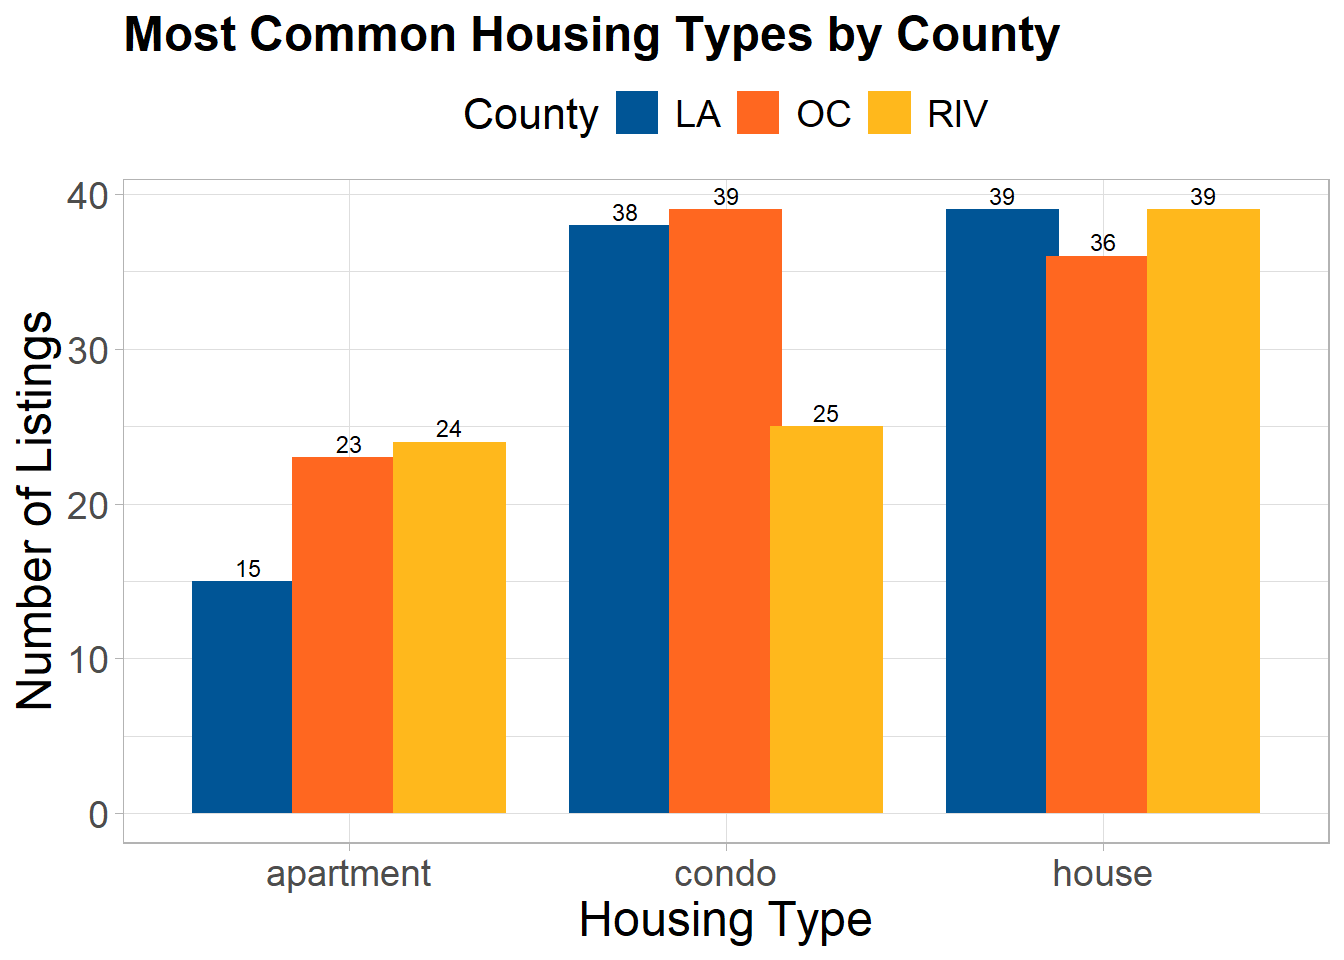 Most Common Housing Types by County
County LA OC RIV
40
30
20
10
0
Number of Listings
15
23
24
38
39
25
39
36
39
apartment condo house
Housing Type